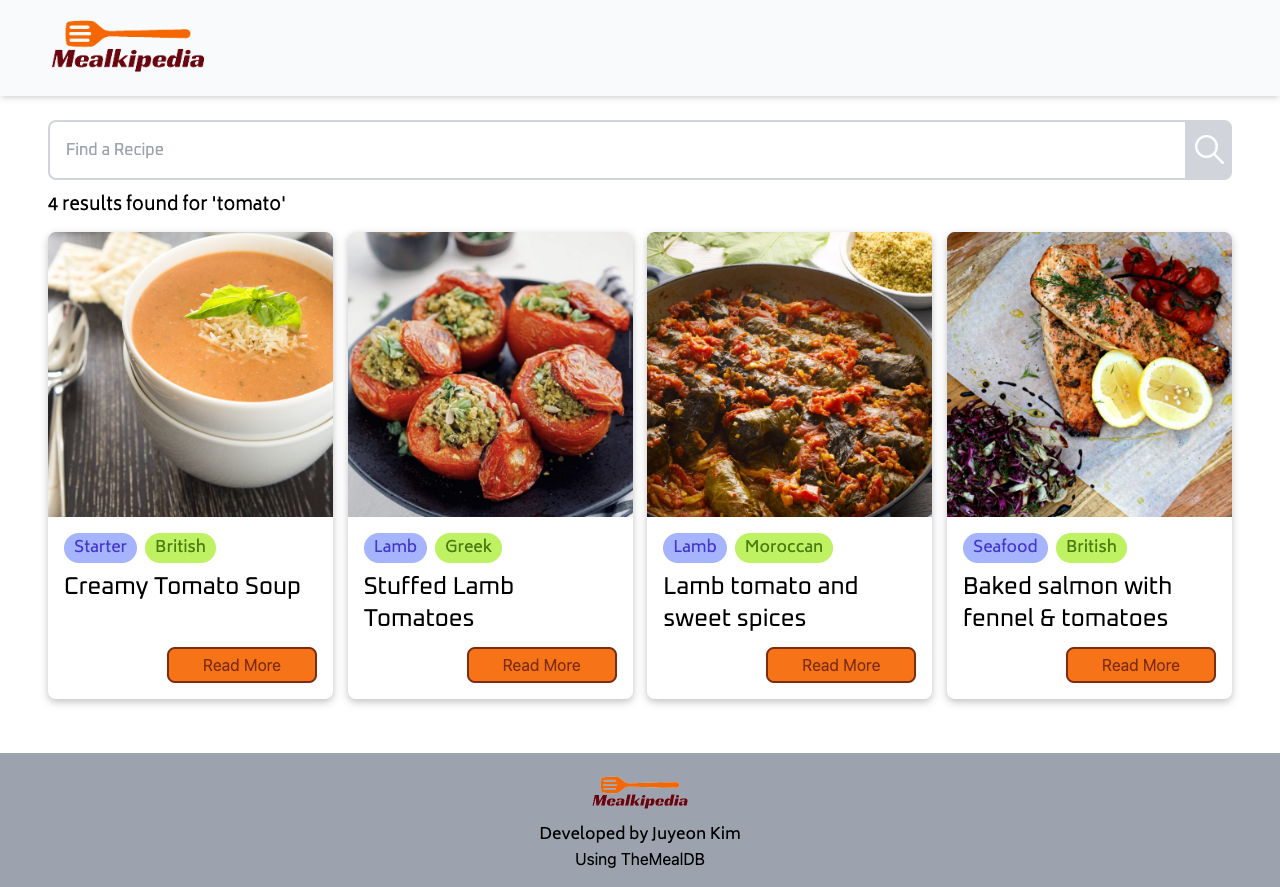 Mealkipedia
Find a Recipe
4 results found for 'tomato'
Starter British
Creamy Tomato Soup
Read More
Lamb Greek
Stuffed Lamb
Tomatoes
Read More
Lamb Moroccan
Lamb tomato and
sweet spices
Read More
Seafood British
Baked salmon with
fennel & tomatoes
Read More
Mealkipedia
Developed by Juyeon Kim
Using TheMealDB